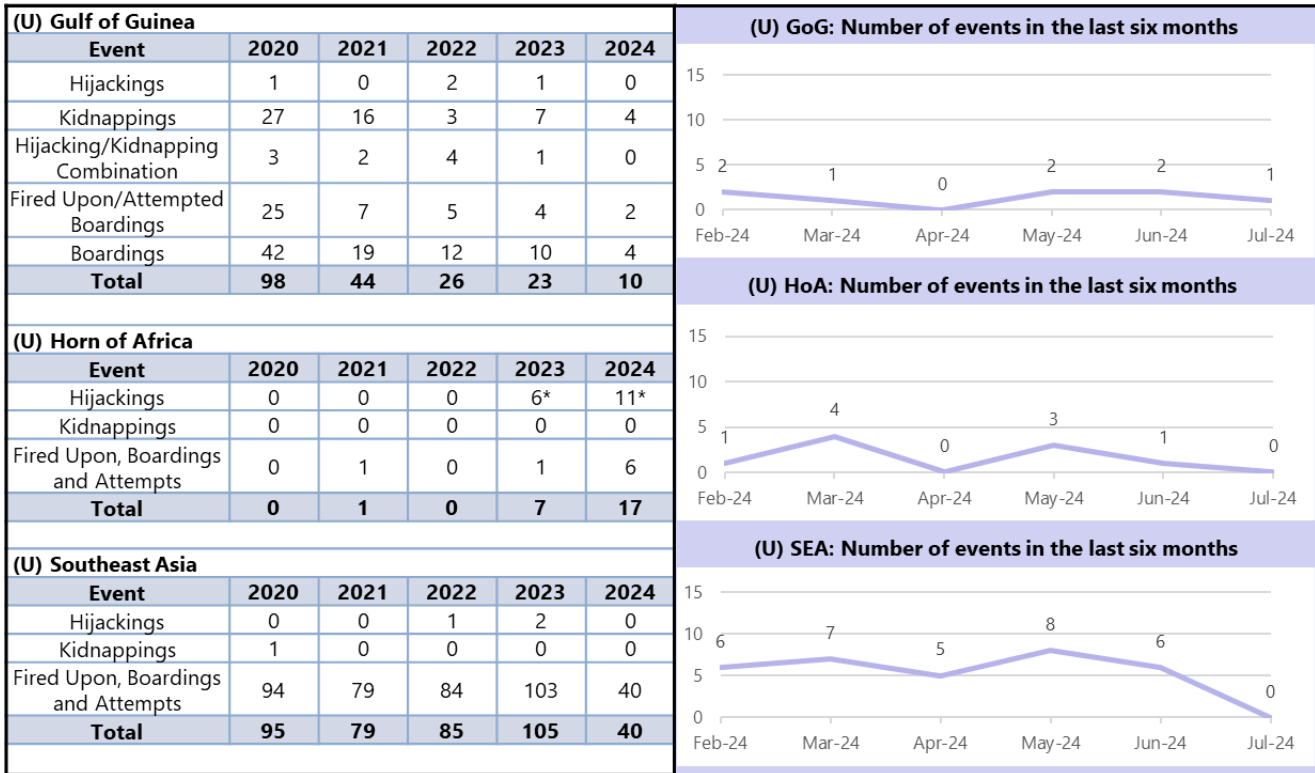 (U) Gulf of Guinea
Event 2020 2021 2022 2023 2024
Hijackings 1 0 2 1 0
Kidnappings 27 16 3 7 4
Hijacking/Kidnapping
Combination 3 2 4 1 0
Fired Upon/Attempted
Boardings 25 7 5 4 2
Boardings 42 19 12 10 4
Total 98 44 26 23 10
(U) Horn of Africa
Event 2020 2021 2022 2023 2024
Hijackings 0 0 0 6* 11*
Kidnappings 0 0 0 0 0
Fired Upon, Boardings
and Attempts 0 1 0 1 6
Total 0 1 0 7 17
(U) Southeast Asia
Event 2020 2021 2022 2023 2024
Hijackings 0 0 1 2 0
Kidnappings 1 0 0 0 0
Fired Upon, Boardings
and Attempts 94 79 84 103 40
Total 95 79 85 105 40
(U) GoG: Number of events in the last six months
15
10
5
0
2 1 0 2 2 1
Feb-24 Mar-24 Apr-24 May-24 Jun-24 Jul-24
(U) HoA: Number of events in the last six months
15
10
5
0
1 4 0 3 1 0
Feb-24 Mar-24 Apr-24 May-24 Jun-24 Jul-24
(U) SEA: Number of events in the last six months
15
10
5
0
6 7 5 8 6 0
Feb-24 Mar-24 Apr-24 May-24 Jun-24 Jul-24